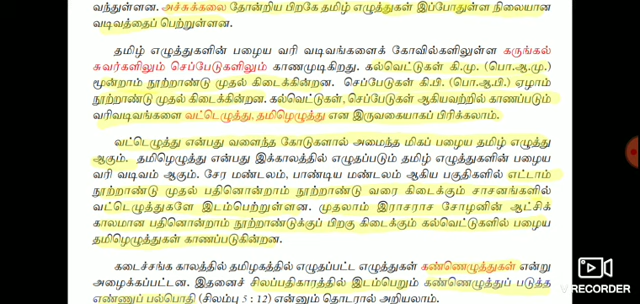 வந்துள்ளன. அச்சுக்கலை தோன்றிய பிறகே தமிழ் எழுத்துகள் இப்போதுள்ள நிலையான
வடிவத்தைப் பெற்றுள்ளன.
தமிழ் எழுத்துகளின் பழைய வரி வடிவங்களைக் கோவில்களிலுள்ள கருங்கல்
சுவர்களிலும் செப்பேடுகளிலும் காணமுடிகிறது. கல்வெட்டுகள் கி.மு. (பொ.ஆ.மு.)
மூன்றாம் நூற்றாண்டு முதல் கிடைக்கின்றன. செப்பேடுகள் கி.பி. (பொ.ஆ.பி.) ஏழாம்
நூற்றாண்டு முதல் கிடைக்கின்றன. கல்வெட்டுகள், செப்பேடுகள் ஆகியவற்றில் காணப்படும்
வரிவடிவங்களை வட்டெழுத்து, தமிழெழுத்து என இருவகையாகப் பிரிக்கலாம்.
வட்டெழுத்து என்பது வளைந்த கோடுகளால் அமைந்த மிகப் பழைய தமிழ் எழுத்து
ஆகும். தமிழெழுத்து என்பது இக்காலத்தில் எழுதப்படும் தமிழ் எழுத்துகளின் பழைய
வரி வடிவம் ஆகும். சேர மண்டலம், பாண்டிய மண்டலம் ஆகிய பகுதிகளில் எட்டாம்
நூற்றாண்டு முதல் பதினொன்றாம் நூற்றாண்டு வரை கிடைக்கும் சாசனங்களில்
வட்டெழுத்துகளே இடம்பெற்றுள்ளன. முதலாம் இராசராச சோழனின் ஆட்சிக்
காலமான பதினொன்றாம் நூற்றாண்டுக்குப் பிறகு கிடைக்கும் கல்வெட்டுகளில் பழைய
தமிழெழுத்துகள் காணப்படுகின்றன.
கடைச்சங்க காலத்தில் தமிழகத்தில் எழுதப்பட்ட எழுத்துகள் கண்ணெழுத்துகள் என்று
அழைக்கப்பட்டன. இதனைச் சிலப்பதிகாரத்தில் இடம்பெறும் கண்ணெழுத்துப் படுத்த
எண்ணுப் பல்பொதி (சிலம்பு 5 : 12) என்னும் தொடரால் அறியலாம்.
V.RECORDER